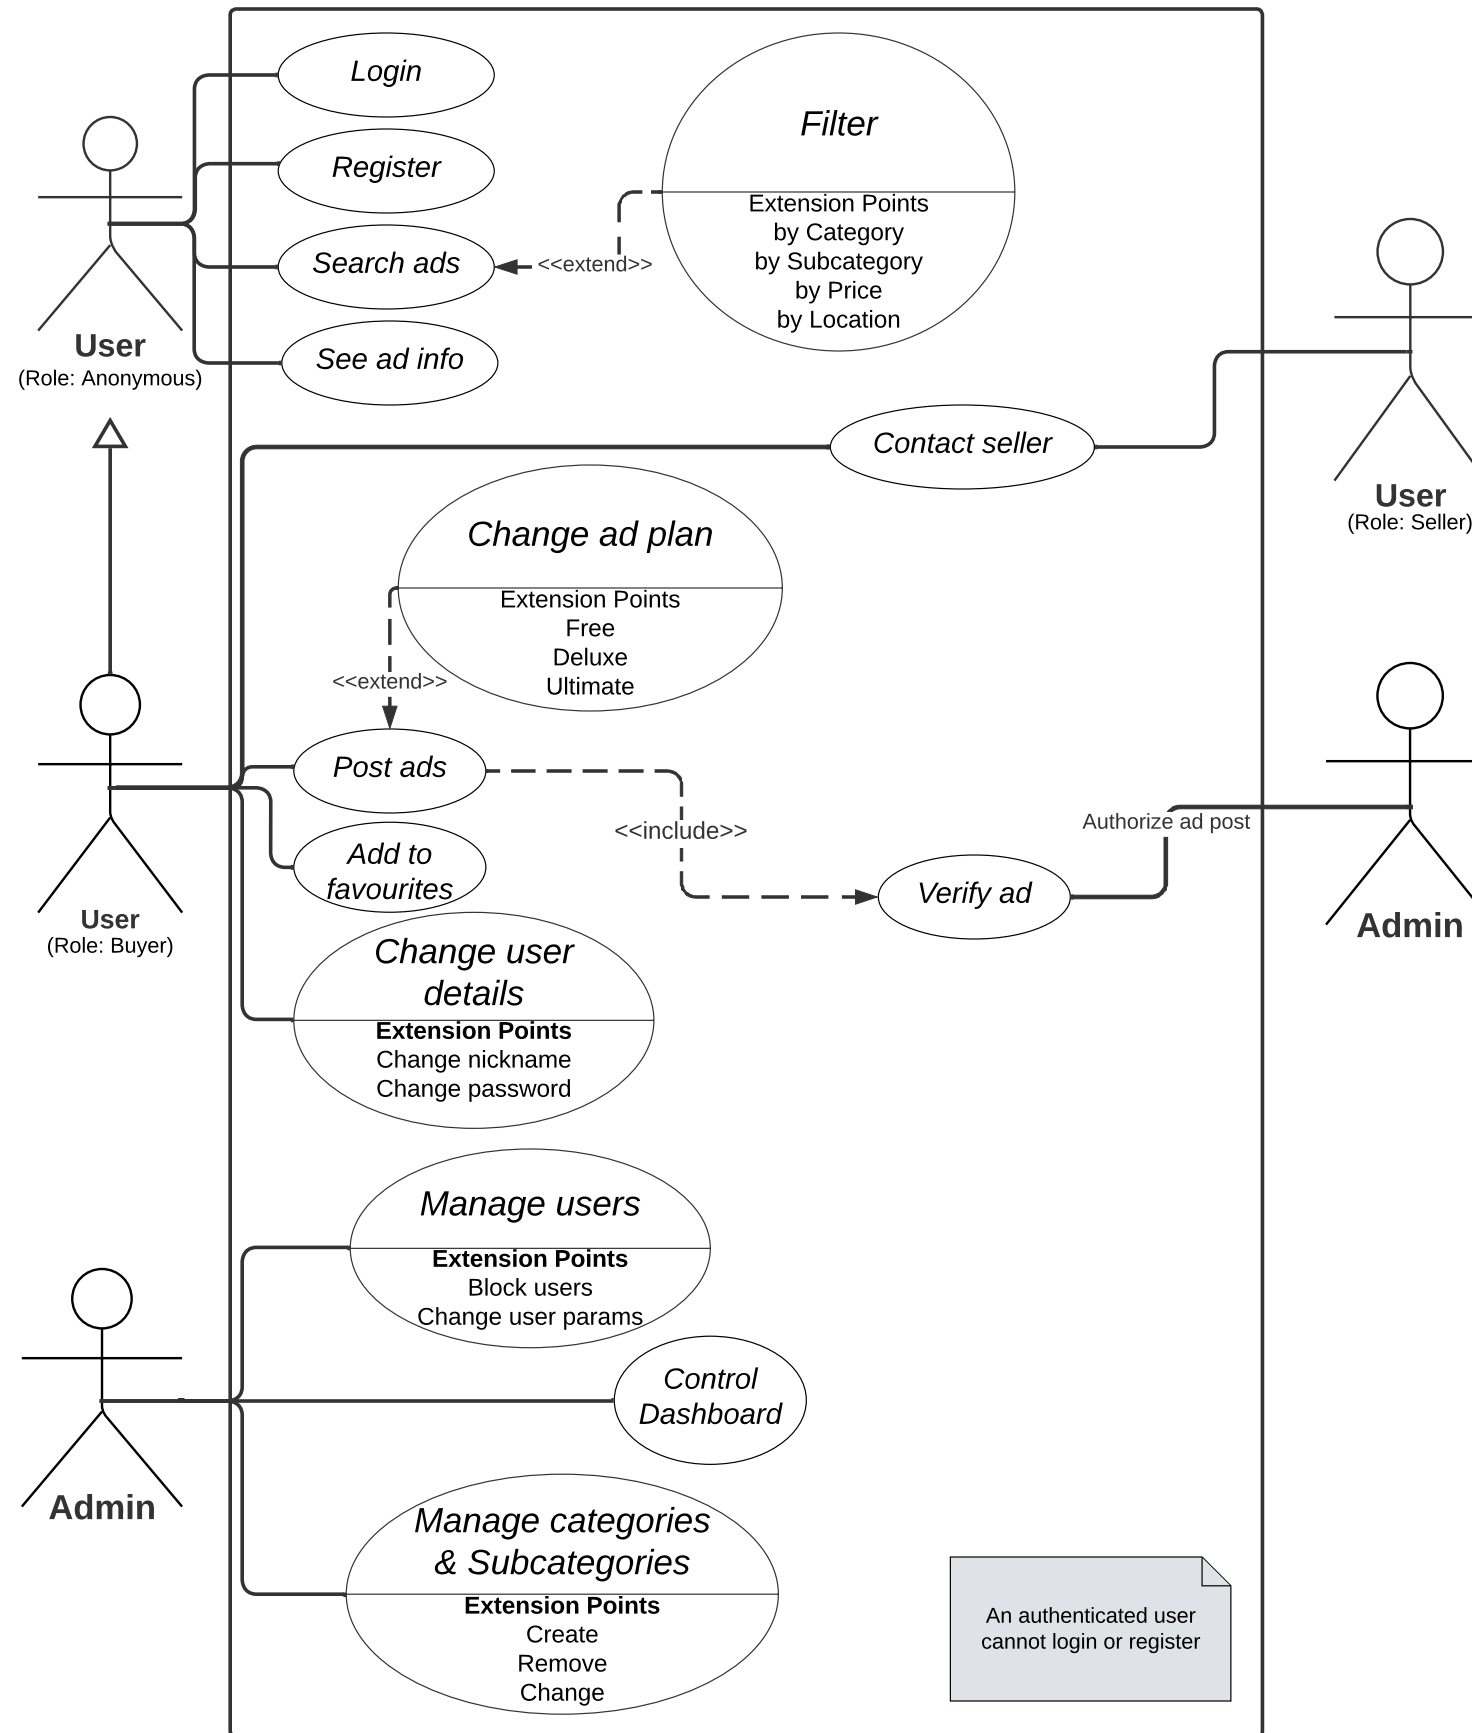 Login
Filter
Register
Extension Points
by Category
by Subcategory
by Price
by Location
Search ads
<<extend>>
User
(Role: Anonymous)
See ad info
Contact seller
User
(Role: Seller)
Change ad plan
Extension Points
Free
Deluxe
Ultimate
<<extend>>
Post ads
<<include>>
Authorize ad post
Add to
favourites
Verify ad
User
(Role: Buyer)
Admin
Change user
details
Extension Points
Change nickname
Change password
Manage users
Extension Points
Block users
Change user params
Control
Dashboard
Admin
Manage categories
& Subcategories
Extension Points
Create
Remove
Change
An authenticated user
cannot login or register